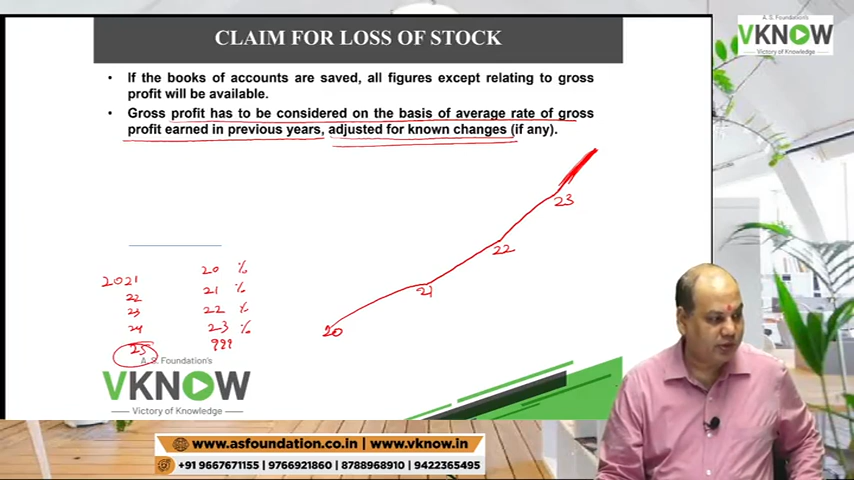 CLAIM FOR LOSS OF STOCK
A. S. Foundation's
VKNOW
Victory of Knowledge
• If the books of accounts are saved, all figures except relating to gross
profit will be available.
• Gross profit has to be considered on the basis of average rate of gross
profit earned in previous years, adjusted for known changes (if any).
2021 20 %
22 21 %
23 22 %
24 23 %
25 ???
20
21
22
23
A. S. Foundation's
VKNOW
Victory of Knowledge
www.asfoundation.co.in | www.vknow.in
+91 9667671155 | 9766921860 | 8788968910 | 9422365495